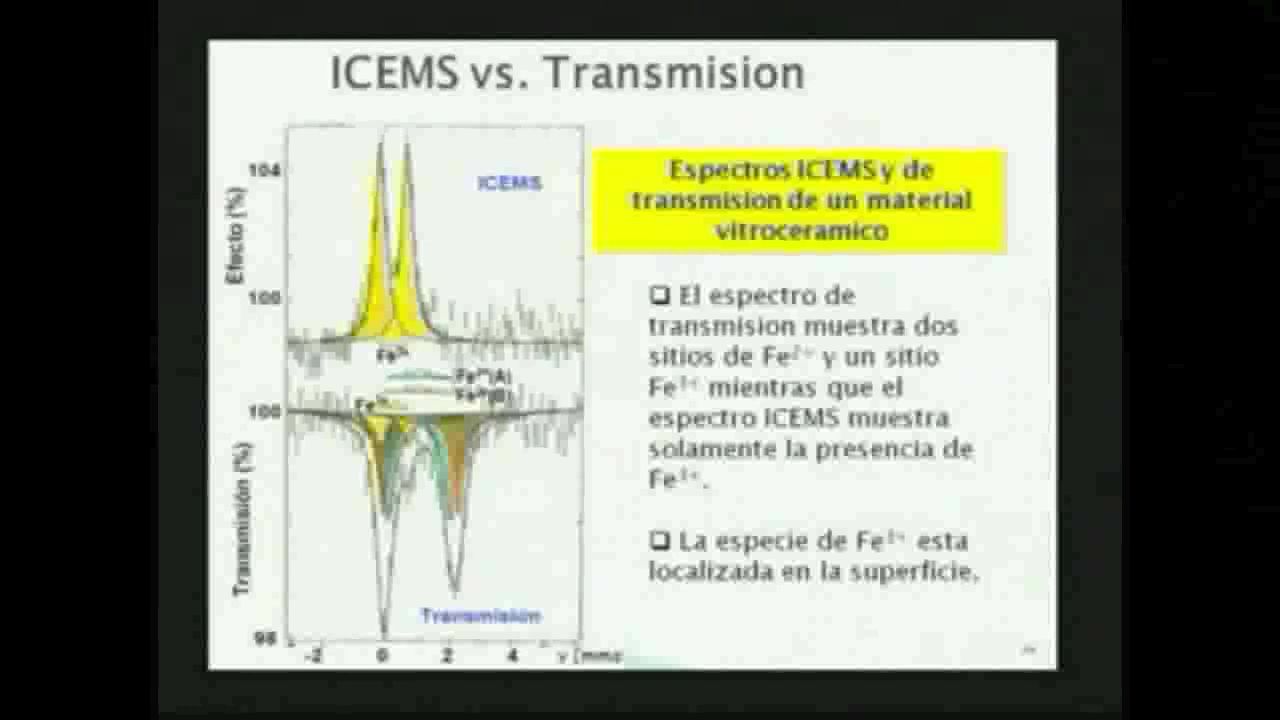 ICEMS vs. Transmision
104
ICEMS
Efecto (%)
100
Fe³⁺
Fe²⁺(A)
Fe²⁺(B)
Fe³⁺
100
Transmisión (%)
Transmisión
98
-2 0 2 4
Espectros ICEMS y de
transmision de un material
vitroceramico
❑ El espectro de
transmision muestra dos
sitios de Fe²⁺ y un sitio
Fe³⁺ mientras que el
espectro ICEMS muestra
solamente la presencia de
Fe³⁺.
❑ La especie de Fe³⁺ esta
localizada en la superficie.